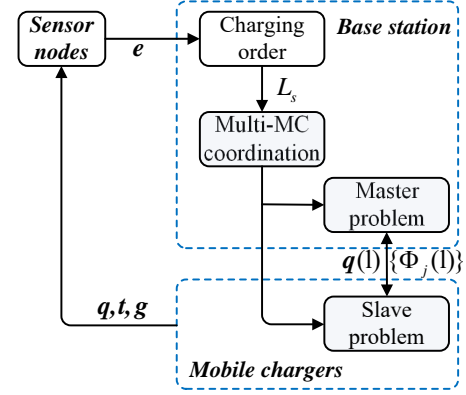 Sensor
nodes
e
Charging
order
Base station
L_s
Multi-MC
coordination
Master
problem
q(l) {Φ_j(l)}
q, t, g
Slave
problem
Mobile chargers